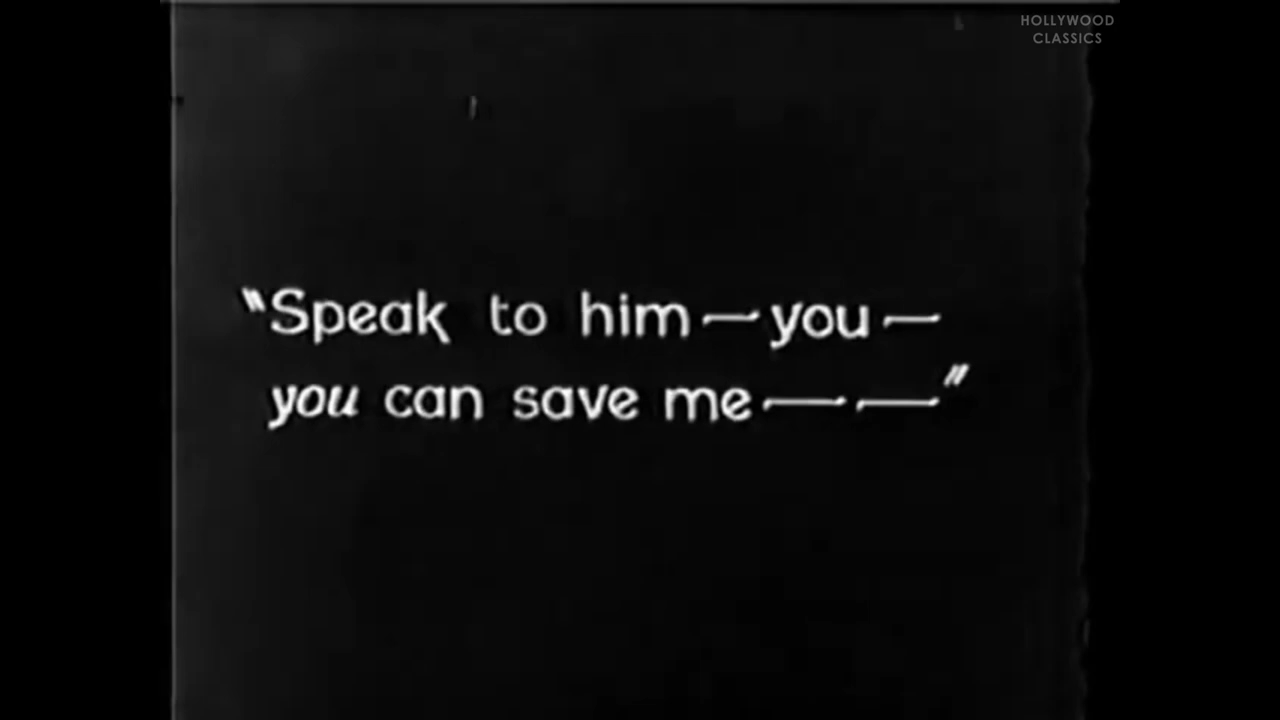 HOLLYWOOD
CLASSICS
“Speak to him—you—
you can save me— —”